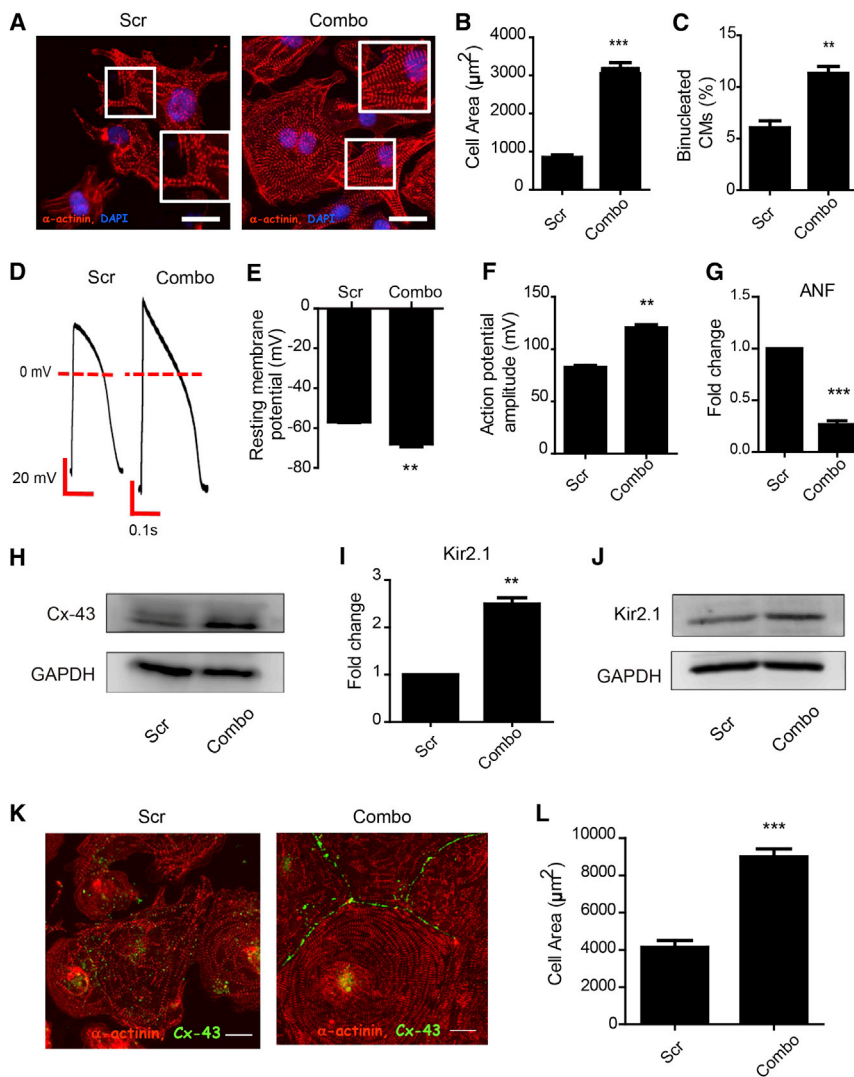 A
Scr
Combo
α-actinin, DAPI
α-actinin, DAPI
B
Cell Area (µm²)
4000
3000
2000
1000
0
***
Scr
Combo
C
Binucleated
CMs (%)
15
10
5
0
**
Scr
Combo
D
Scr
Combo
0 mV
20 mV
0.1s
E
Resting membrane
potential (mV)
Scr
Combo
0
-20
-40
-60
-80
**
F
Action potential
amplitude (mV)
150
100
50
0
**
Scr
Combo
G
ANF
Fold change
1.5
1.0
0.5
0.0
***
Scr
Combo
H
Cx-43
GAPDH
Scr
Combo
I
Kir2.1
Fold change
3
2
1
0
**
Scr
Combo
J
Kir2.1
GAPDH
Scr
Combo
K
Scr
Combo
α-actinin, Cx-43
α-actinin, Cx-43
L
Cell Area (µm²)
10000
8000
6000
4000
2000
0
***
Scr
Combo